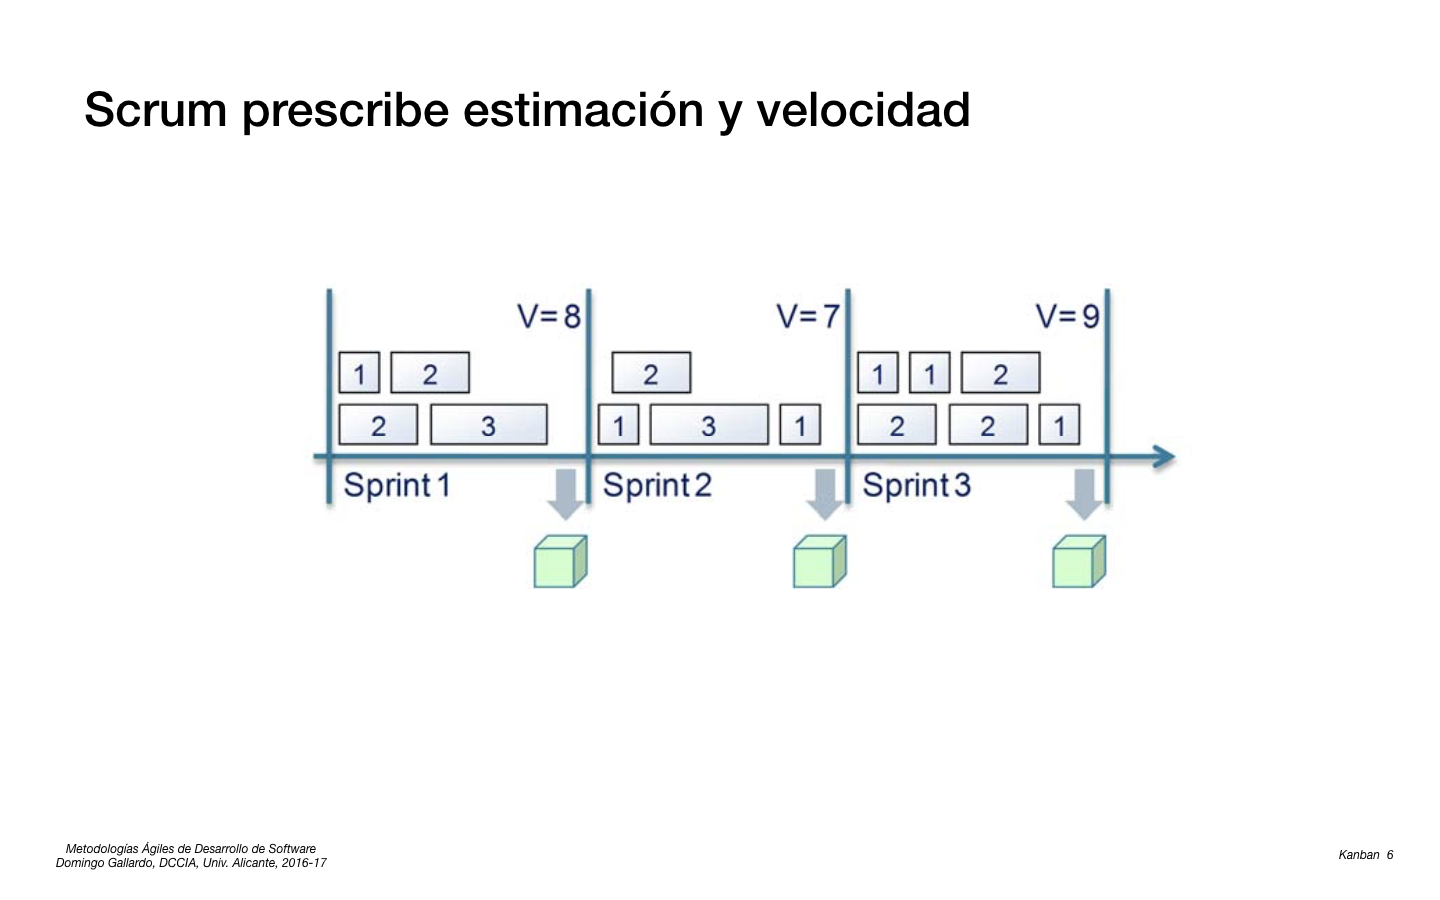 Scrum prescribe estimación y velocidad
V=8
V=7
V=9
1 2
2
1 1 2
2 3
1 3 1
2 2 1
Sprint 1
Sprint 2
Sprint 3
Metodologías Ágiles de Desarrollo de Software
Domingo Gallardo, DCCIA, Univ. Alicante, 2016-17
Kanban 6